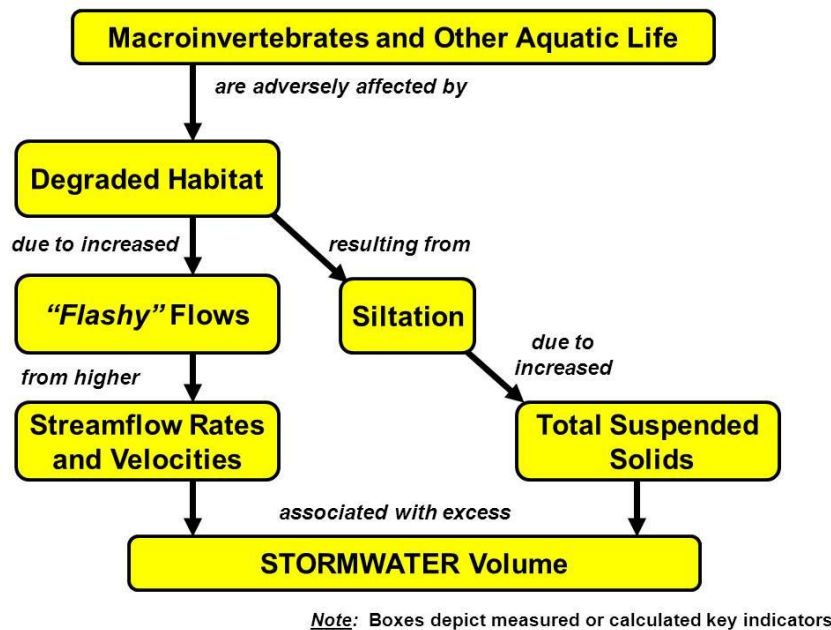 Macroinvertebrates and Other Aquatic Life
are adversely affected by
Degraded Habitat
due to increased
resulting from
“Flashy” Flows
Siltation
due to
increased
from higher
Streamflow Rates
and Velocities
Total Suspended
Solids
associated with excess
STORMWATER Volume
Note: Boxes depict measured or calculated key indicators